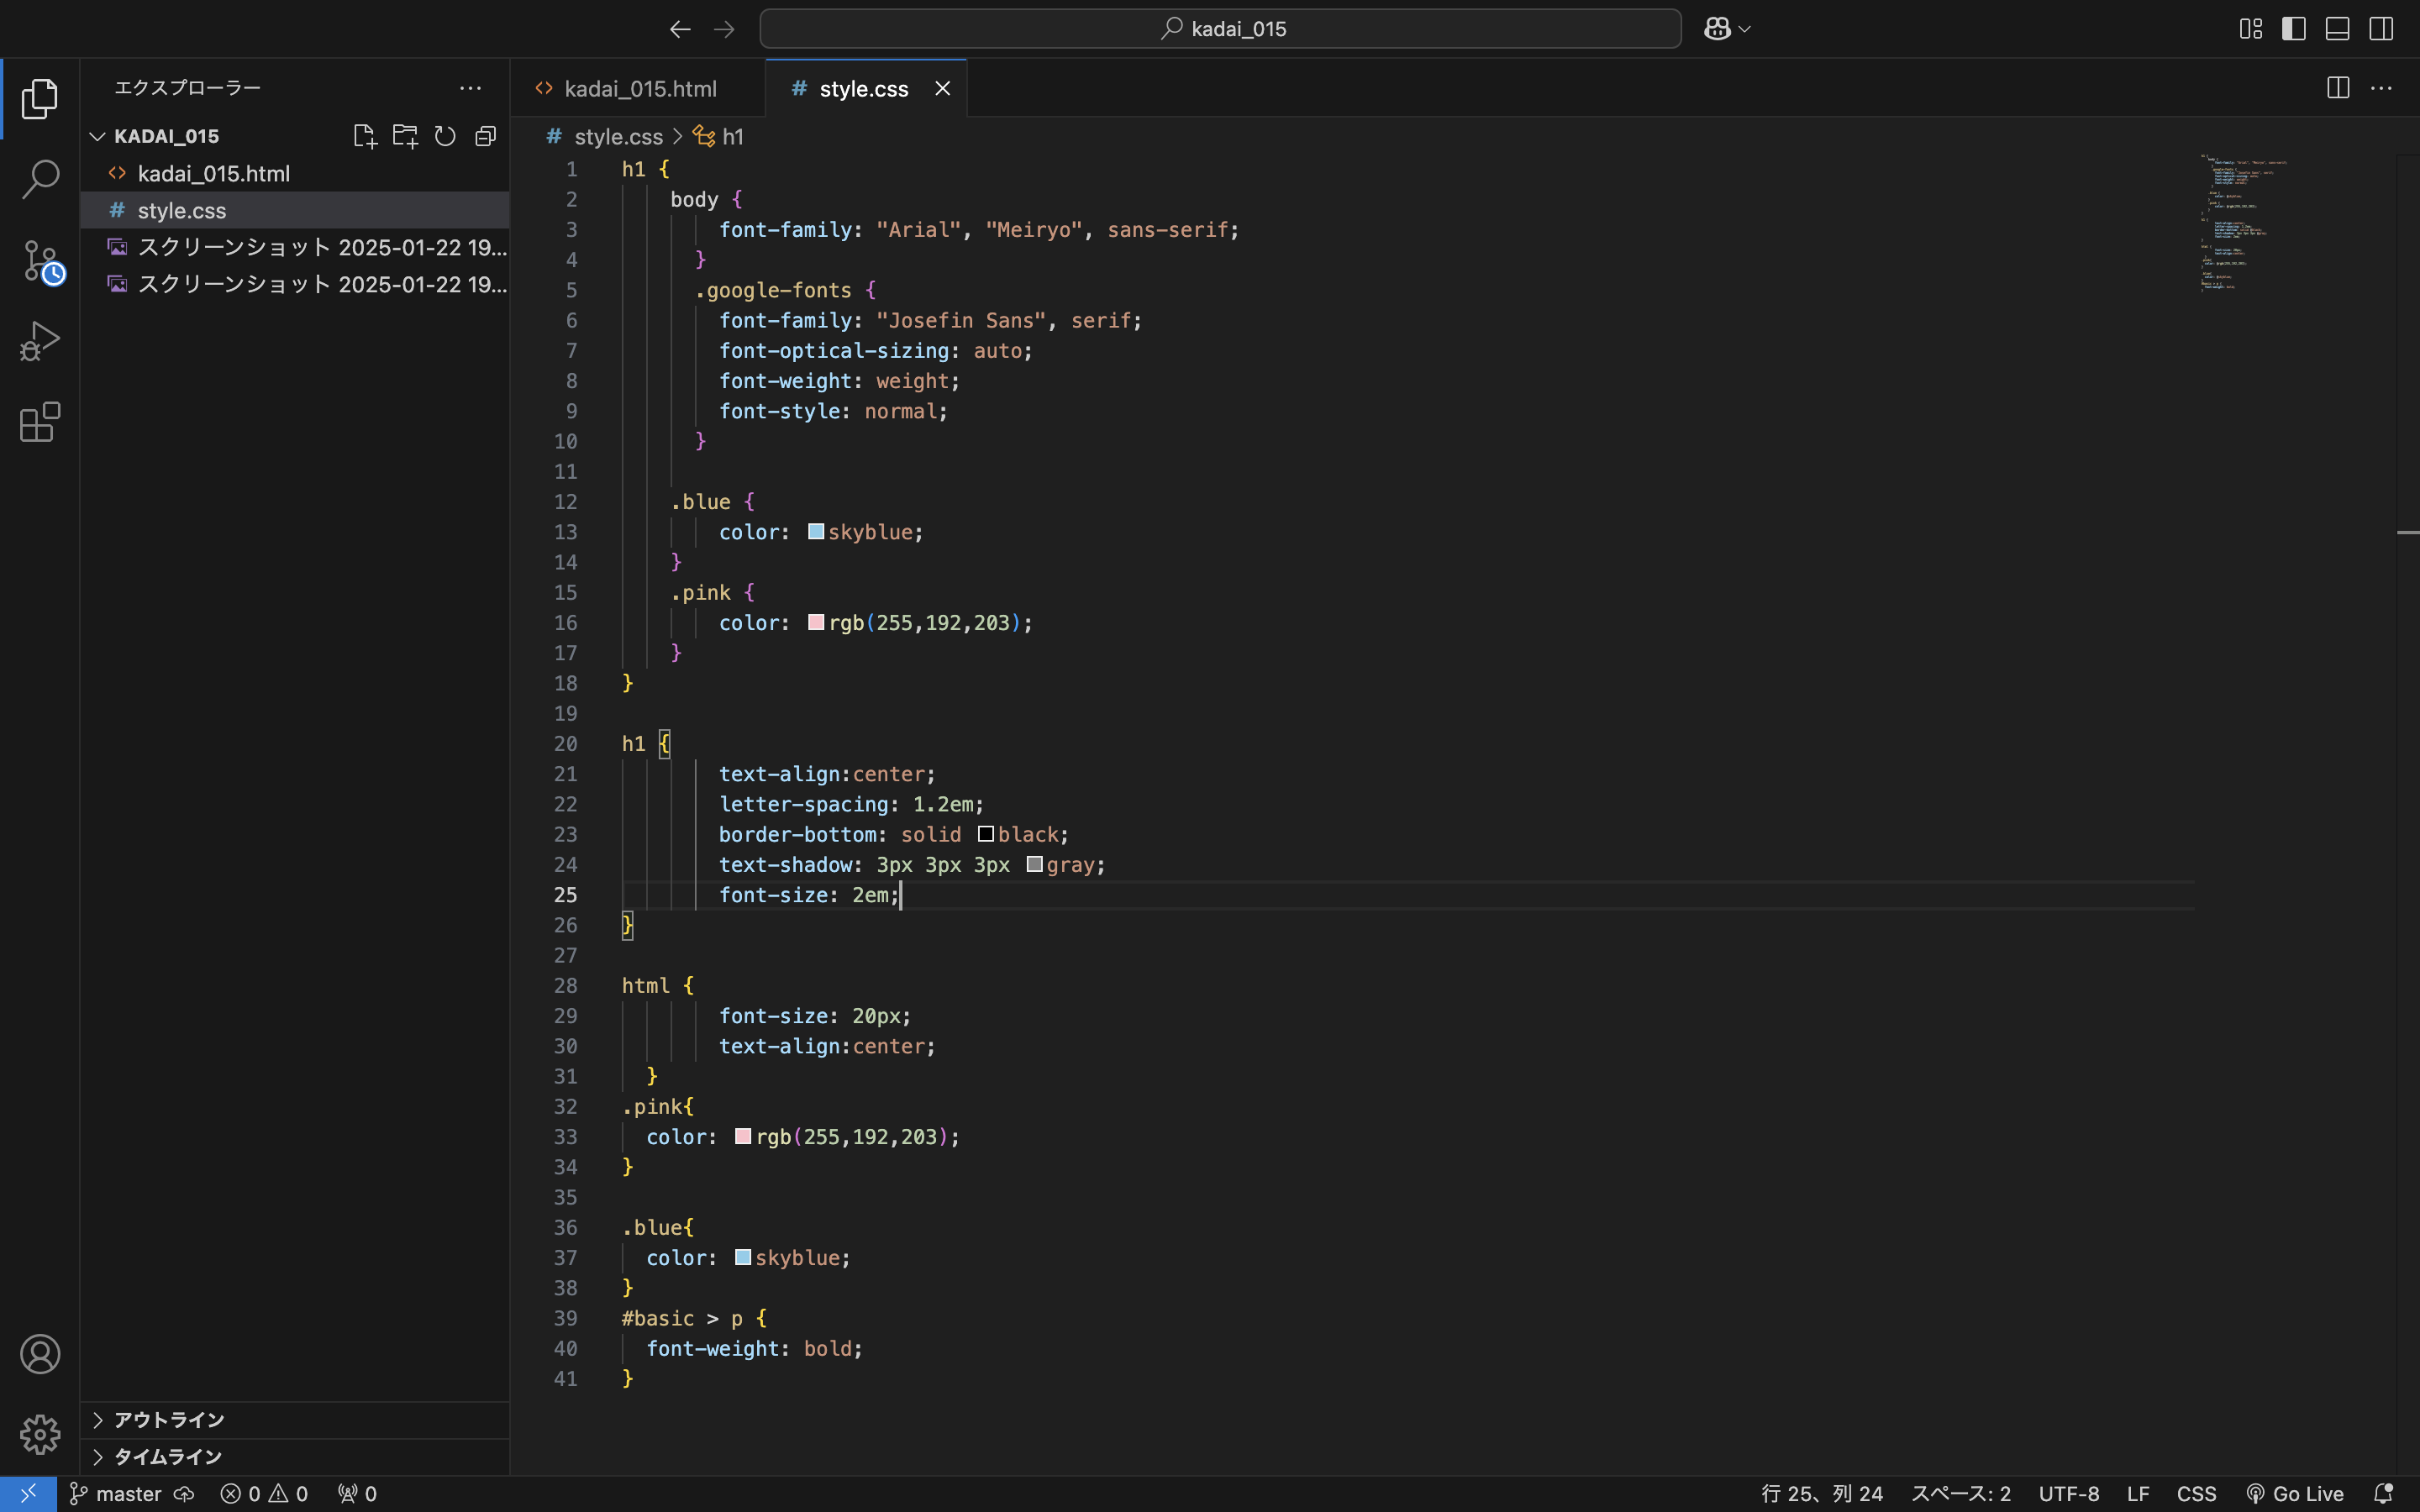 kadai_015
エクスプローラー
KADAI_015
kadai_015.html
style.css
スクリーンショット 2025-01-22 19...
スクリーンショット 2025-01-22 19...
アウトライン
タイムライン
kadai_015.html
# style.css
# style.css > h1
1 h1 {
2 body {
3 font-family: "Arial", "Meiryo", sans-serif;
4 }
5 .google-fonts {
6 font-family: "Josefin Sans", serif;
7 font-optical-sizing: auto;
8 font-weight: weight;
9 font-style: normal;
10 }
11
12 .blue {
13 color: skyblue;
14 }
15 .pink {
16 color: rgb(255,192,203);
17 }
18 }
19
20 h1 {
21 text-align:center;
22 letter-spacing: 1.2em;
23 border-bottom: solid black;
24 text-shadow: 3px 3px 3px gray;
25 font-size: 2em;
26 }
27
28 html {
29 font-size: 20px;
30 text-align:center;
31 }
32 .pink{
33 color: rgb(255,192,203);
34 }
35
36 .blue{
37 color: skyblue;
38 }
39 #basic > p {
40 font-weight: bold;
41 }
master 0 0 0 行 25、列 24 スペース: 2 UTF-8 LF CSS Go Live